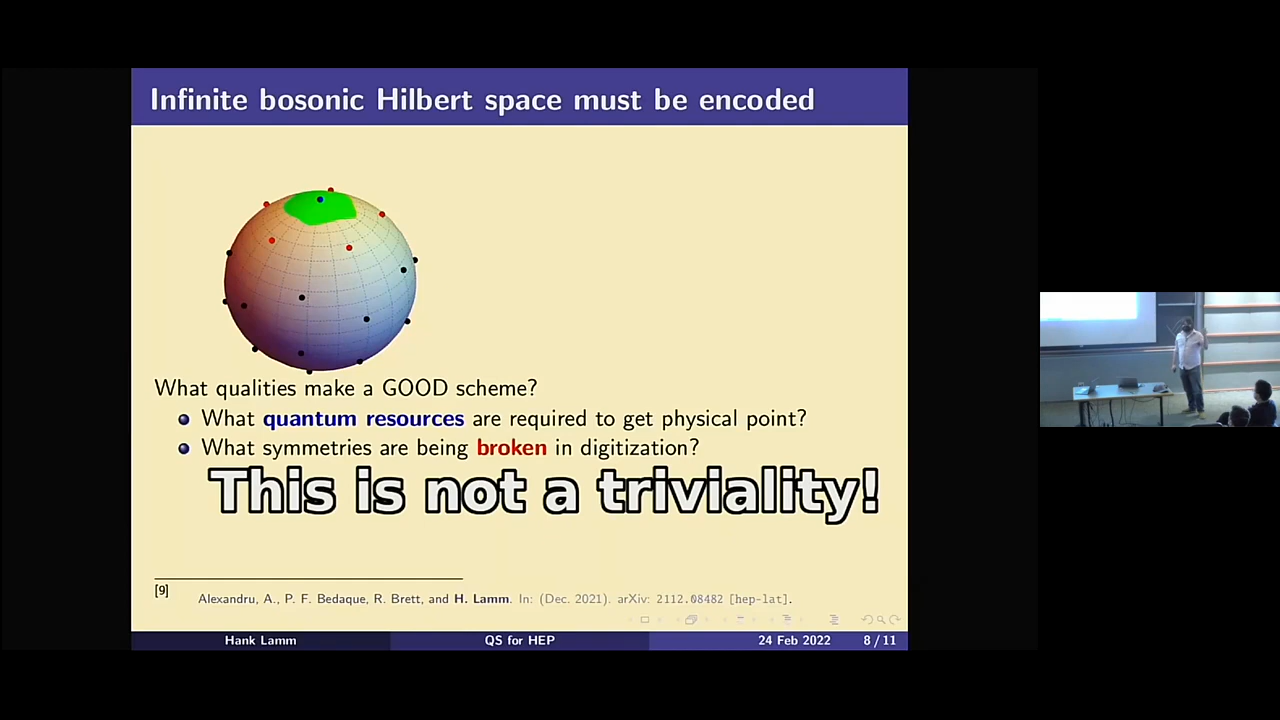 Infinite bosonic Hilbert space must be encoded
What qualities make a GOOD scheme?
What quantum resources are required to get physical point?
What symmetries are being broken in digitization?
This is not a triviality!
[9]
Alexandru, A., P. F. Bedaque, R. Brett, and H. Lamm. In: (Dec. 2021). arXiv: 2112.08482 [hep-lat].
Hank Lamm QS for HEP 24 Feb 2022 8 / 11